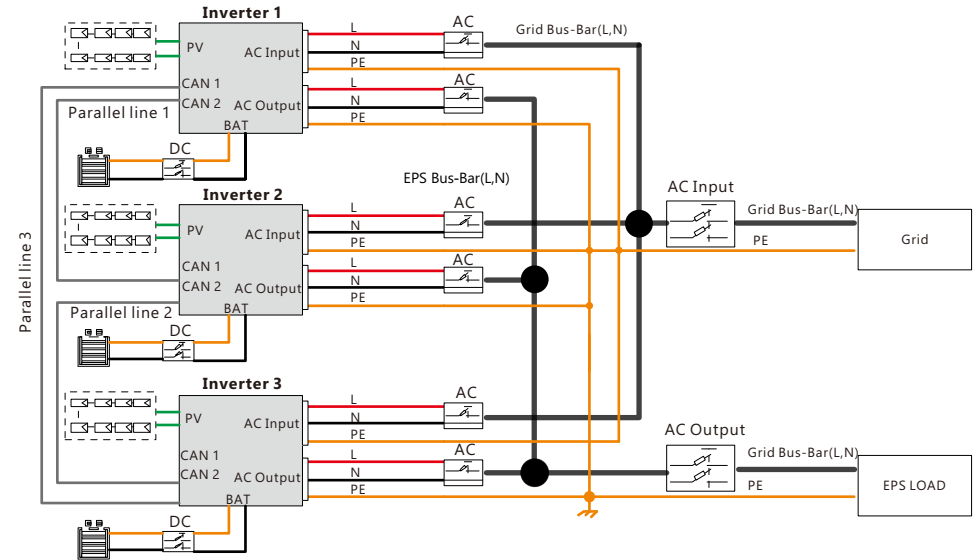 Inverter 1
PV
AC Input
CAN 1
CAN 2
AC Output
BAT
L
N
PE
L
N
PE
AC
AC
Grid Bus-Bar(L,N)
Parallel line 1
DC
EPS Bus-Bar(L,N)
Inverter 2
PV
AC Input
CAN 1
CAN 2
AC Output
BAT
L
N
PE
L
N
PE
AC
AC
AC Input
Grid Bus-Bar(L,N)
PE
Grid
Parallel line 3
Parallel line 2
DC
Inverter 3
PV
AC Input
CAN 1
CAN 2
AC Output
BAT
L
N
PE
L
N
PE
AC
AC
AC Output
Grid Bus-Bar(L,N)
PE
EPS LOAD
DC